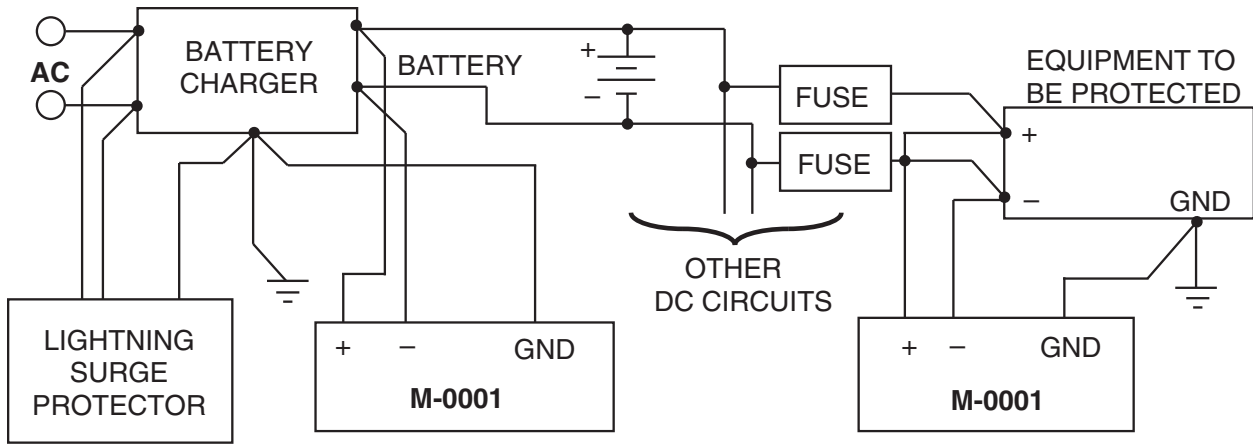 AC
BATTERY
CHARGER
BATTERY
+
−
FUSE
FUSE
EQUIPMENT TO
BE PROTECTED
+
−
GND
OTHER
DC CIRCUITS
LIGHTNING
SURGE
PROTECTOR
+ − GND
M-0001
+ − GND
M-0001